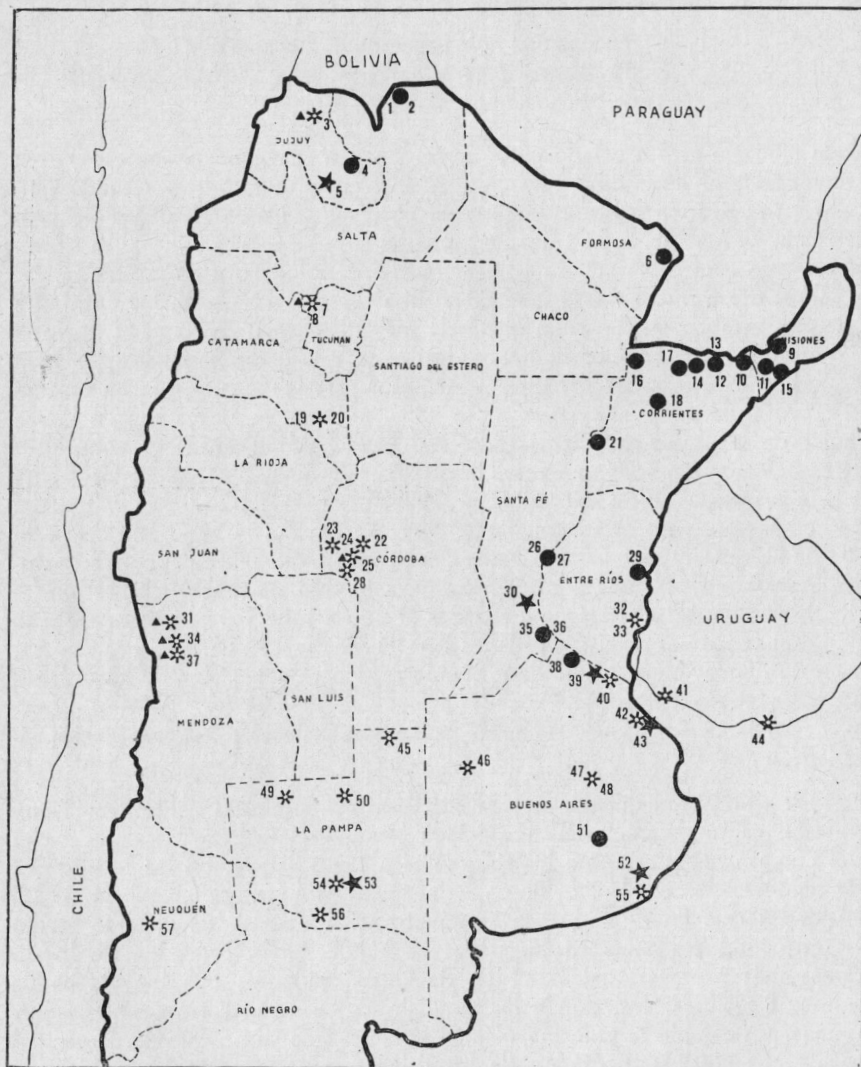 BOLIVIA
PARAGUAY
1 2
3
JUJUY
4
5
SALTA
FORMOSA
6
CHACO
7
8
TUCUMÁN
CATAMARCA
SANTIAGO DEL ESTERO
MISIONES
9
13
17 14 12 10 11 15
16
18
CORRIENTES
19 20
21
LA RIOJA
SANTA FÉ
23 24 22
SAN JUAN
25 CÓRDOBA
28
26 27
29
ENTRE RÍOS
30
31
32
33
URUGUAY
34
35 36
37
38
39
40
41
SAN LUIS
MENDOZA
42
43
44
45
46
47
48
49
50
BUENOS AIRES
LA PAMPA
51
52
54 53
55
CHILE
NEUQUÉN
57
56
RÍO NEGRO